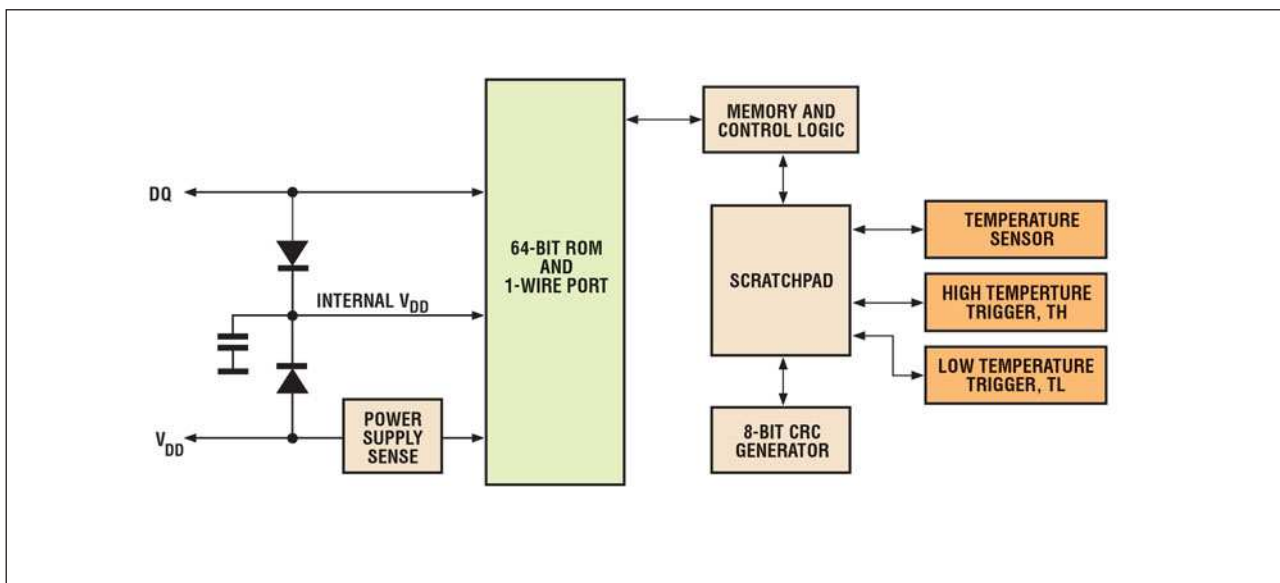 DQ
INTERNAL VDD
VDD
POWER
SUPPLY
SENSE
64-BIT ROM
AND
1-WIRE PORT
MEMORY AND
CONTROL LOGIC
SCRATCHPAD
8-BIT CRC
GENERATOR
TEMPERATURE
SENSOR
HIGH TEMPERTURE
TRIGGER, TH
LOW TEMPERATURE
TRIGGER, TL